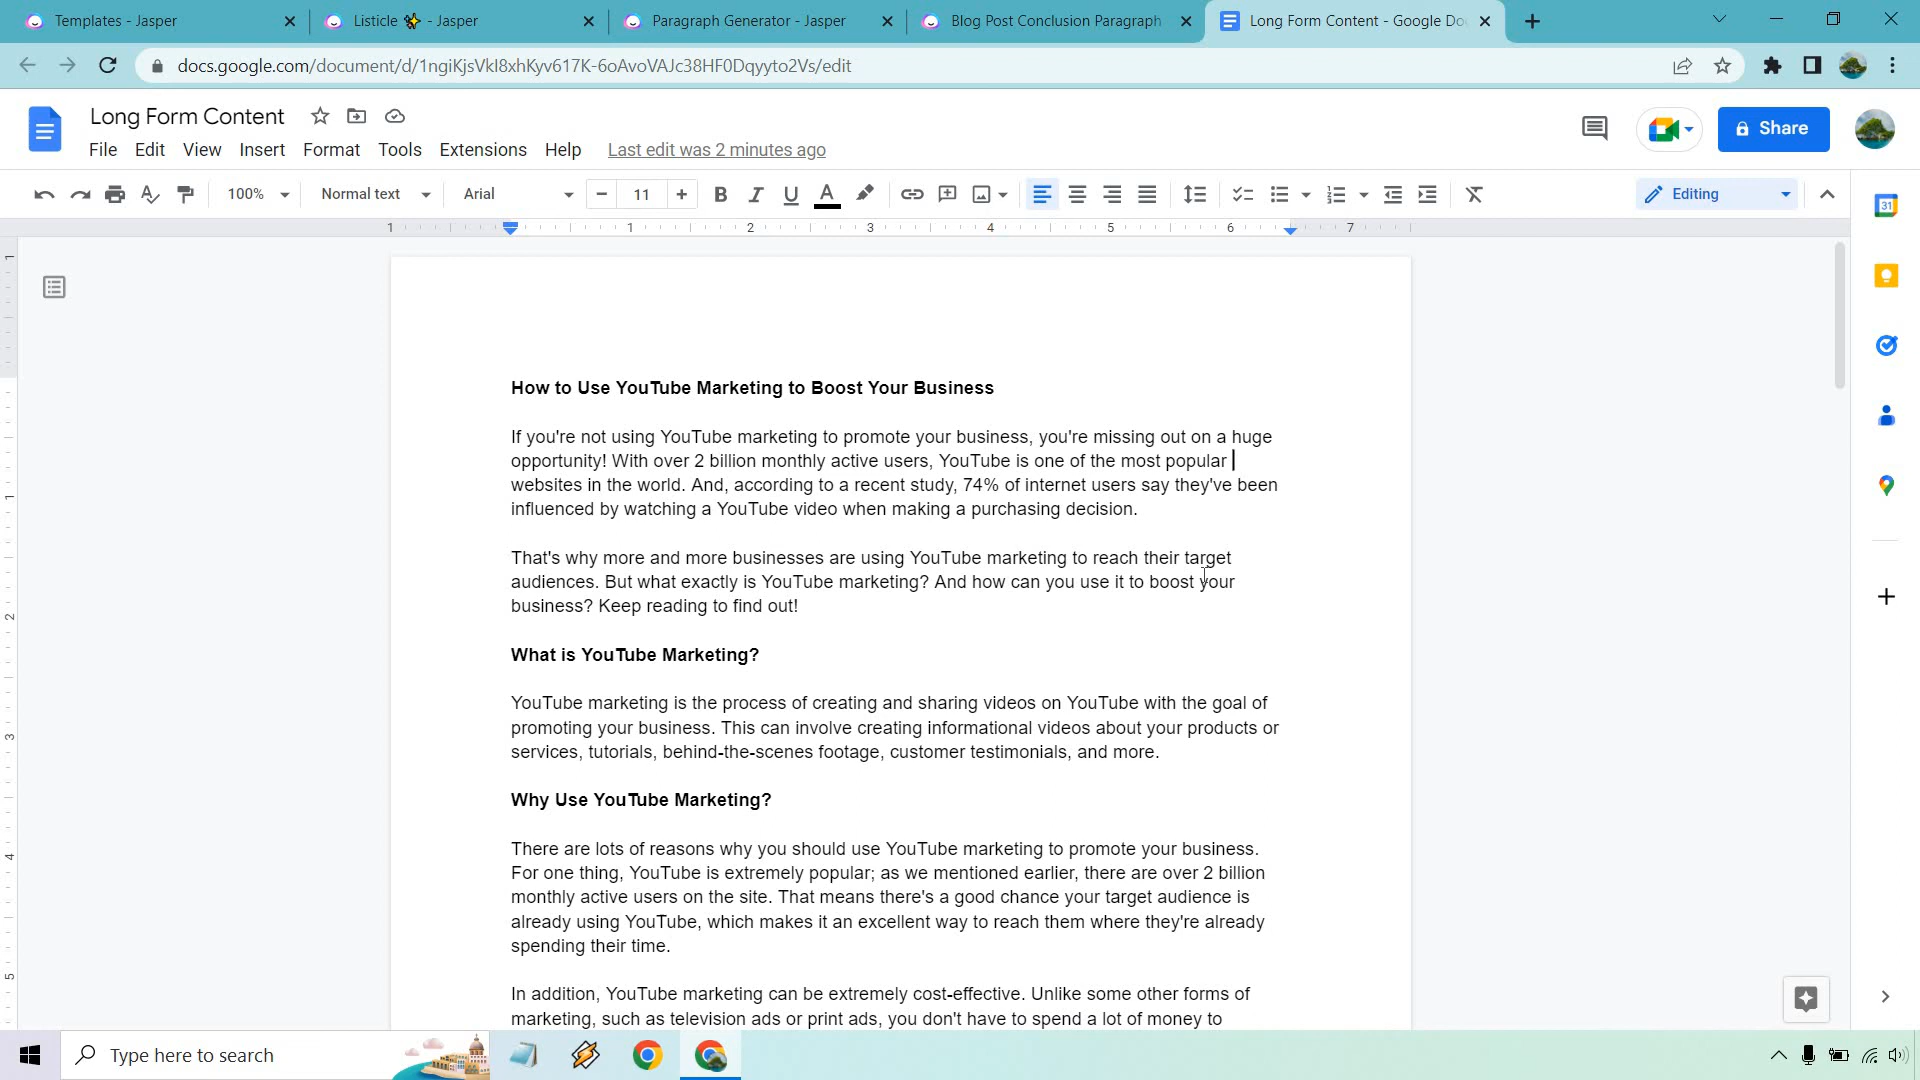 Templates - Jasper
Listicle ✨ - Jasper
Paragraph Generator - Jasper
Blog Post Conclusion Paragraph
Long Form Content - Google Do
docs.google.com/document/d/1ngiKjsVkI8xhKyv617K-6oAvoVAJc38HF0Dqyyto2Vs/edit
Long Form Content
Share
File Edit View Insert Format Tools Extensions Help Last edit was 2 minutes ago
100% Normal text Arial 11 Editing
31
1 1 2 3 4 5 6 7
1
1
2
3
4
5
How to Use YouTube Marketing to Boost Your Business
If you're not using YouTube marketing to promote your business, you're missing out on a huge
opportunity! With over 2 billion monthly active users, YouTube is one of the most popular
websites in the world. And, according to a recent study, 74% of internet users say they've been
influenced by watching a YouTube video when making a purchasing decision.
That's why more and more businesses are using YouTube marketing to reach their target
audiences. But what exactly is YouTube marketing? And how can you use it to boost your
business? Keep reading to find out!
What is YouTube Marketing?
YouTube marketing is the process of creating and sharing videos on YouTube with the goal of
promoting your business. This can involve creating informational videos about your products or
services, tutorials, behind-the-scenes footage, customer testimonials, and more.
Why Use YouTube Marketing?
There are lots of reasons why you should use YouTube marketing to promote your business.
For one thing, YouTube is extremely popular; as we mentioned earlier, there are over 2 billion
monthly active users on the site. That means there's a good chance your target audience is
already using YouTube, which makes it an excellent way to reach them where they're already
spending their time.
In addition, YouTube marketing can be extremely cost-effective. Unlike some other forms of
marketing, such as television ads or print ads, you don't have to spend a lot of money to
Type here to search